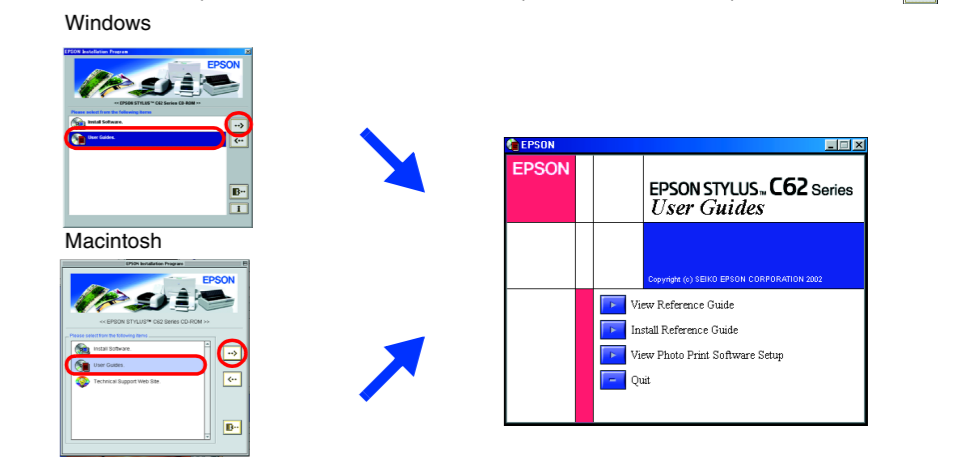 Windows
EPSON Installation Program
EPSON
<< EPSON STYLUS™ C62 Series CD-ROM >>
Please select from the following items
Install Software.
User Guides.
Macintosh
EPSON Installation Program
EPSON
<< EPSON STYLUS™ C62 Series CD-ROM >>
Please select from the following items
Install Software.
User Guides.
Technical Support Web Site
EPSON
EPSON
EPSON STYLUS™ C62 Series
User Guides
Copyright (c) SEIKO EPSON CORPORATION 2002
View Reference Guide
Install Reference Guide
View Photo Print Software Setup
Quit